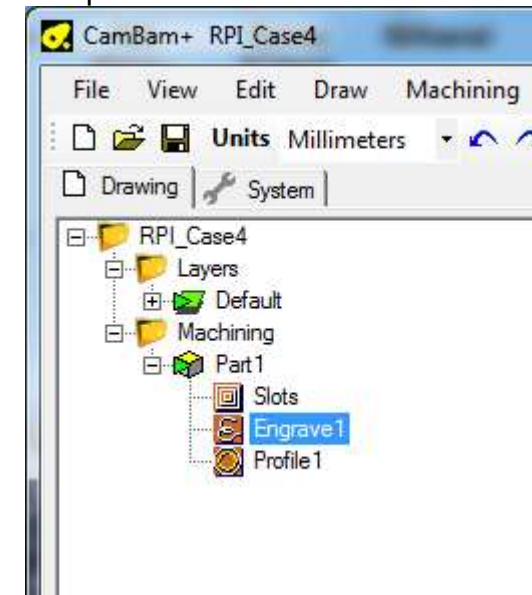 CamBam+ RPI_Case4
File View Edit Draw Machining
Units Millimeters
Drawing System
RPI_Case4
Layers
Default
Machining
Part1
Slots
Engrave1
Profile1